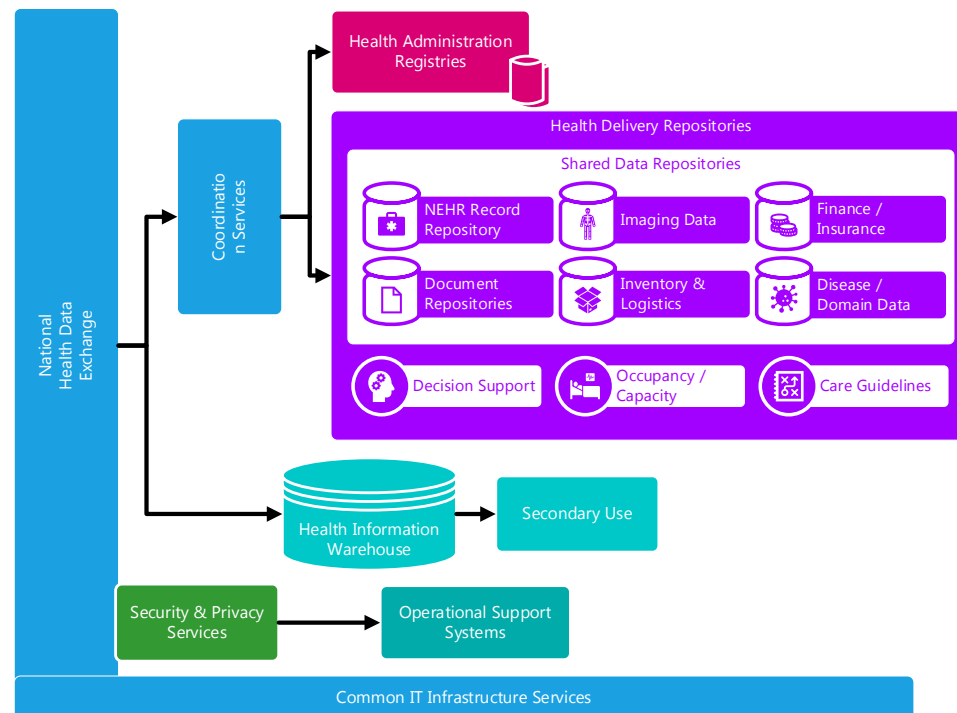 National
Health Data
Exchange
Coordinatio
n Services
Health Administration
Registries
Health Delivery Repositories
Shared Data Repositories
NEHR Record
Repository
Imaging Data
Finance /
Insurance
Document
Repositories
Inventory &
Logistics
Disease /
Domain Data
Decision Support
Occupancy /
Capacity
Care Guidelines
Health Information
Warehouse
Secondary Use
Security & Privacy
Services
Operational Support
Systems
Common IT Infrastructure Services